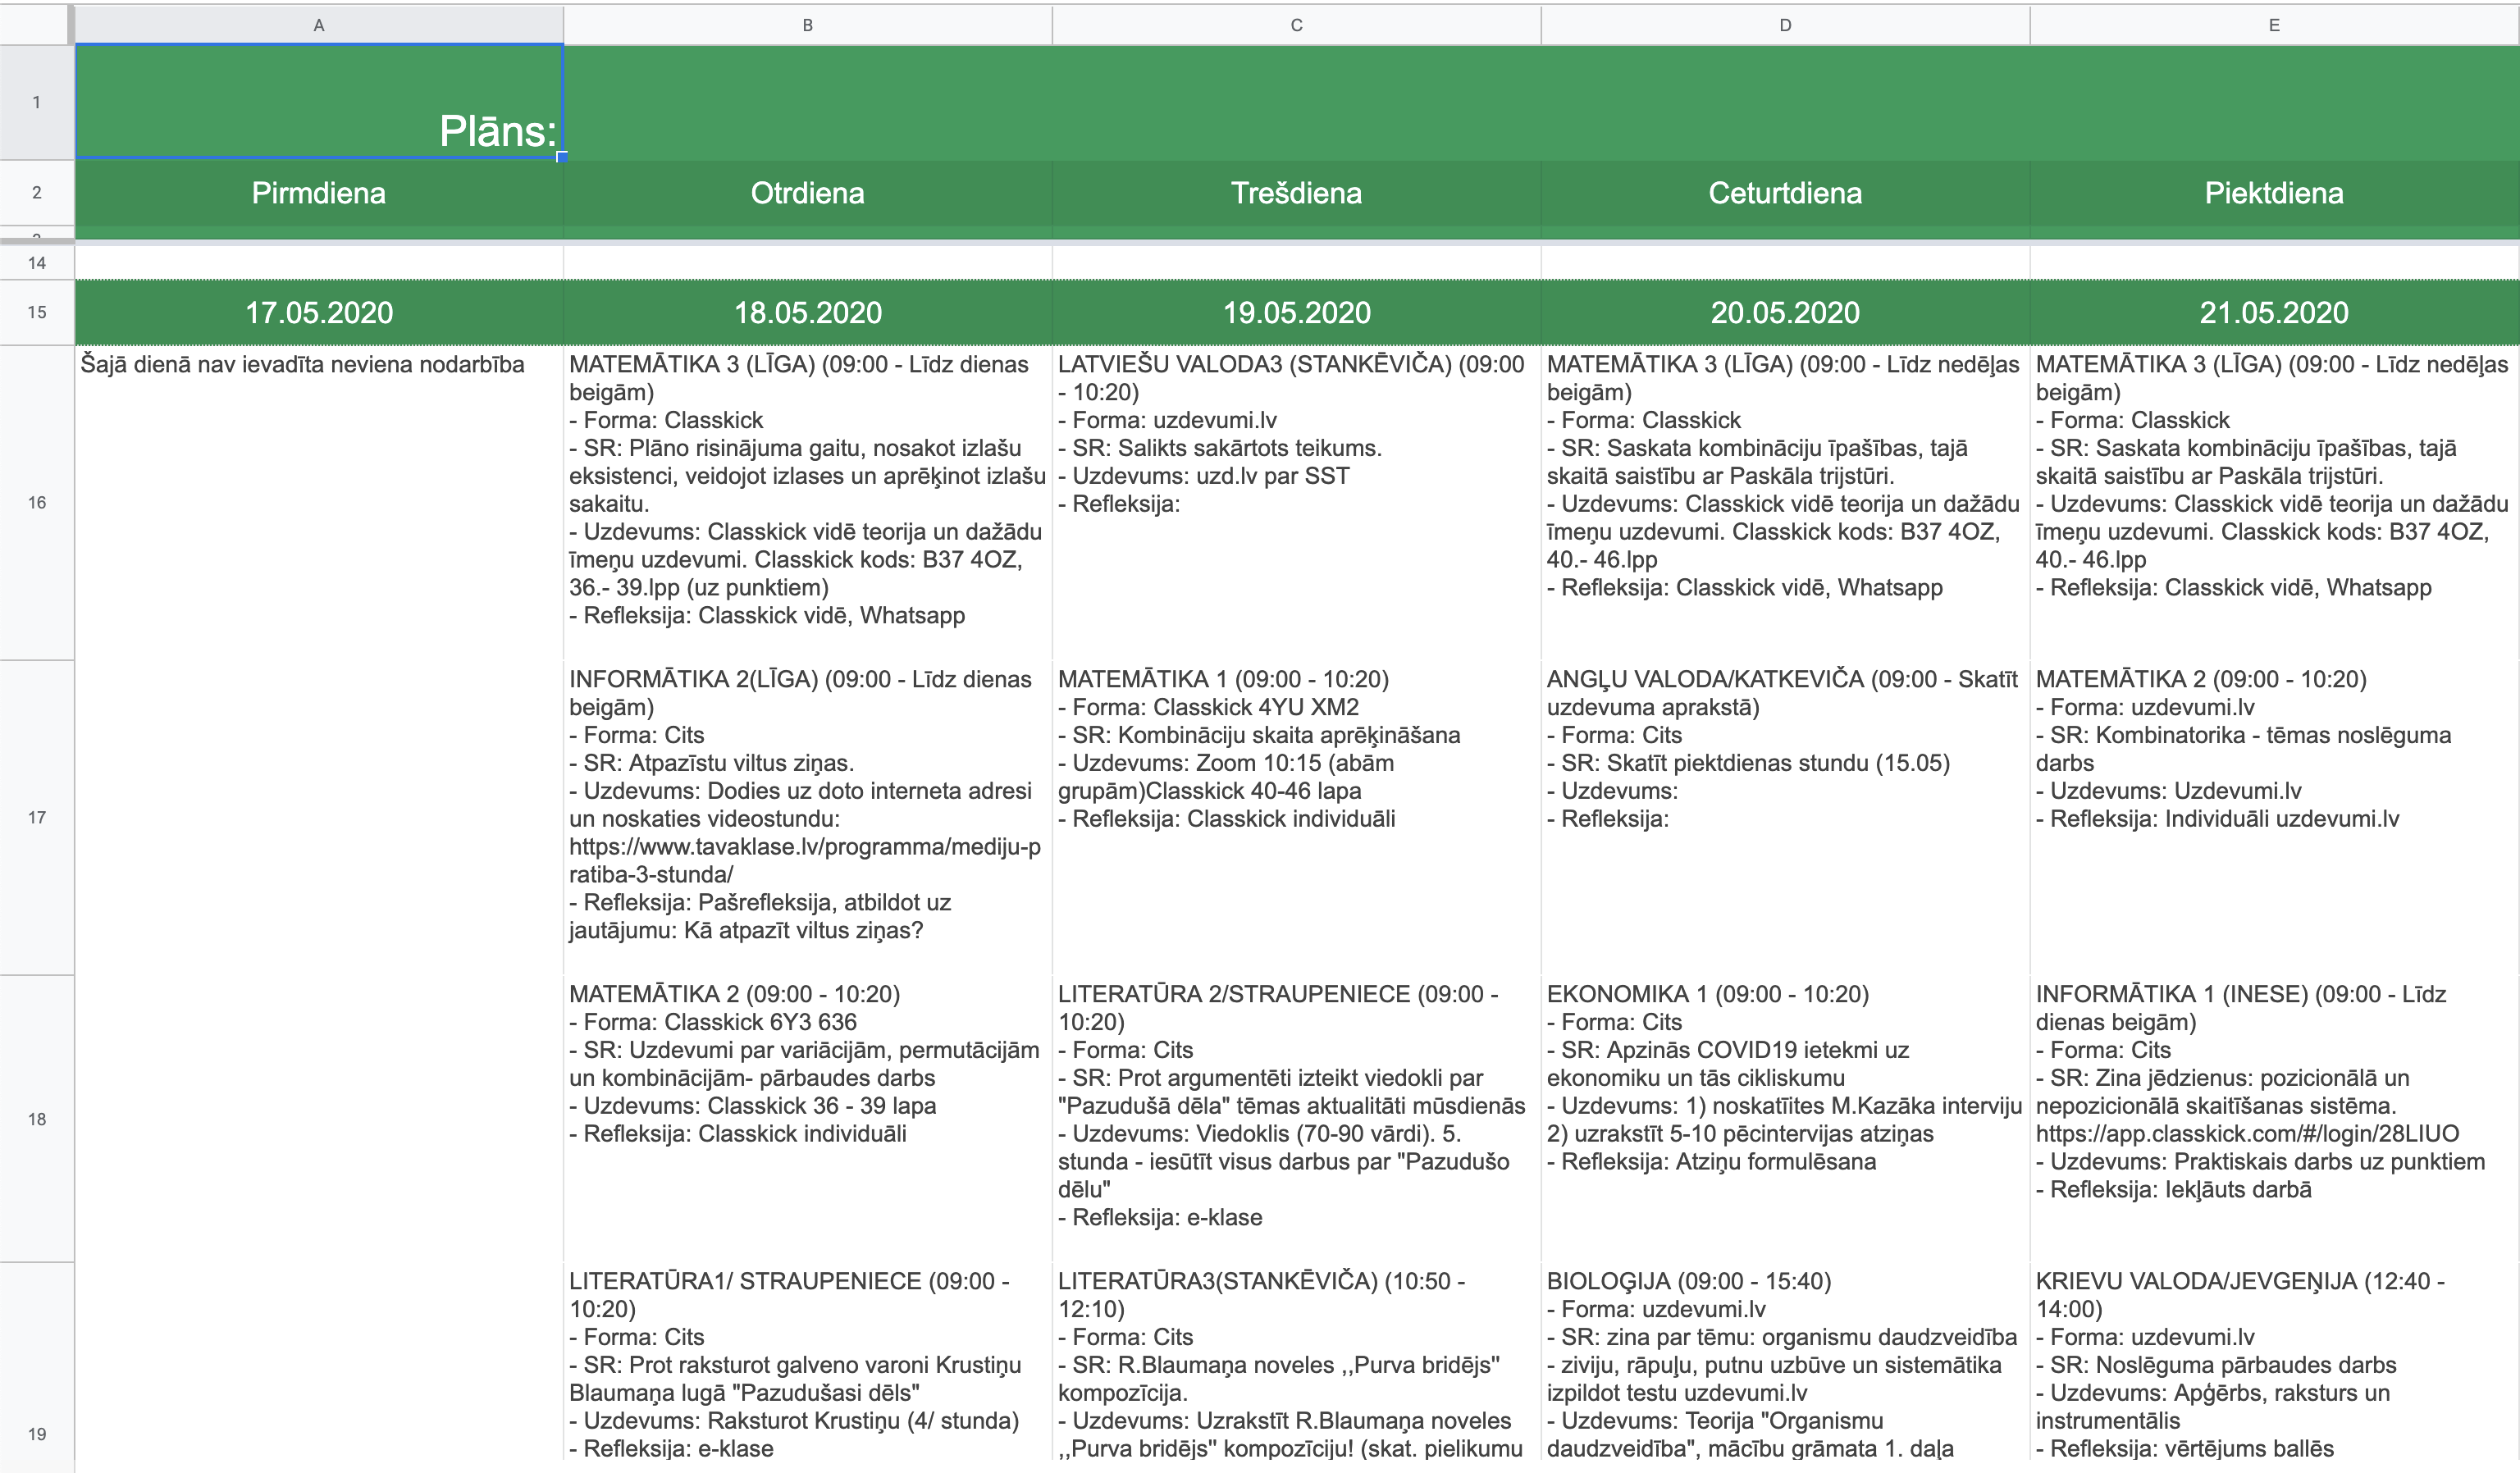 A
B
C
D
E
1
Plāns:
2
Pirmdiena
Otrdiena
Trešdiena
Ceturtdiena
Piektdiena
14
15
17.05.2020
18.05.2020
19.05.2020
20.05.2020
21.05.2020
16
Šajā dienā nav ievadīta neviena nodarbība
MATEMĀTIKA 3 (LĪGA) (09:00 - Līdz dienas
beigām)
- Forma: Classkick
- SR: Plāno risinājuma gaitu, nosakot izlašu
eksistenci, veidojot izlases un aprēķinot izlašu
sakaitu.
- Uzdevums: Classkick vidē teorija un dažādu
īmeņu uzdevumi. Classkick kods: B37 4OZ,
36.- 39.lpp (uz punktiem)
- Refleksija: Classkick vidē, Whatsapp
LATVIEŠU VALODA3 (STANKĒVIČA) (09:00
- 10:20)
- Forma: uzdevumi.lv
- SR: Salikts sakārtots teikums.
- Uzdevums: uzd.lv par SST
- Refleksija:
MATEMĀTIKA 3 (LĪGA) (09:00 - Līdz nedēļas
beigām)
- Forma: Classkick
- SR: Saskata kombināciju īpašības, tajā
skaitā saistību ar Paskāla trijstūri.
- Uzdevums: Classkick vidē teorija un dažādu
īmeņu uzdevumi. Classkick kods: B37 4OZ,
40.- 46.lpp
- Refleksija: Classkick vidē, Whatsapp
MATEMĀTIKA 3 (LĪGA) (09:00 - Līdz nedēļas
beigām)
- Forma: Classkick
- SR: Saskata kombināciju īpašības, tajā
skaitā saistību ar Paskāla trijstūri.
- Uzdevums: Classkick vidē teorija un dažādu
īmeņu uzdevumi. Classkick kods: B37 4OZ,
40.- 46.lpp
- Refleksija: Classkick vidē, Whatsapp
17
INFORMĀTIKA 2(LĪGA) (09:00 - Līdz dienas
beigām)
- Forma: Cits
- SR: Atpazīstu viltus ziņas.
- Uzdevums: Dodies uz doto interneta adresi
un noskaties videostundu:
https://www.tavaklase.lv/programma/mediju-p
ratiba-3-stunda/
- Refleksija: Pašrefleksija, atbildot uz
jautājumu: Kā atpazīt viltus ziņas?
MATEMĀTIKA 1 (09:00 - 10:20)
- Forma: Classkick 4YU XM2
- SR: Kombināciju skaita aprēķināšana
- Uzdevums: Zoom 10:15 (abām
grupām)Classkick 40-46 lapa
- Refleksija: Classkick individuāli
ANGĻU VALODA/KATKEVIČA (09:00 - Skatīt
uzdevuma aprakstā)
- Forma: Cits
- SR: Skatīt piektdienas stundu (15.05)
- Uzdevums:
- Refleksija:
MATEMĀTIKA 2 (09:00 - 10:20)
- Forma: uzdevumi.lv
- SR: Kombinatorika - tēmas noslēguma
darbs
- Uzdevums: Uzdevumi.lv
- Refleksija: Individuāli uzdevumi.lv
18
MATEMĀTIKA 2 (09:00 - 10:20)
- Forma: Classkick 6Y3 636
- SR: Uzdevumi par variācijām, permutācijām
un kombinācijām- pārbaudes darbs
- Uzdevums: Classkick 36 - 39 lapa
- Refleksija: Classkick individuāli
LITERATŪRA 2/STRAUPENIECE (09:00 -
10:20)
- Forma: Cits
- SR: Prot argumentēti izteikt viedokli par
"Pazudušā dēla" tēmas aktualitāti mūsdienās
- Uzdevums: Viedoklis (70-90 vārdi). 5.
stunda - iesūtīt visus darbus par "Pazudušo
dēlu"
- Refleksija: e-klase
EKONOMIKA 1 (09:00 - 10:20)
- Forma: Cits
- SR: Apzinās COVID19 ietekmi uz
ekonomiku un tās cikliskumu
- Uzdevums: 1) noskatīites M.Kazāka interviju
2) uzrakstīt 5-10 pēcintervijas atziņas
- Refleksija: Atziņu formulēsana
INFORMĀTIKA 1 (INESE) (09:00 - Līdz
dienas beigām)
- Forma: Cits
- SR: Zina jēdzienus: pozicionālā un
nepozicionālā skaitīšanas sistēma.
https://app.classkick.com/#/login/28LIUO
- Uzdevums: Praktiskais darbs uz punktiem
- Refleksija: Iekļāuts darbā
19
LITERATŪRA1/ STRAUPENIECE (09:00 -
10:20)
- Forma: Cits
- SR: Prot raksturot galveno varoni Krustiņu
Blaumaņa lugā "Pazudušasi dēls"
- Uzdevums: Raksturot Krustiņu (4/ stunda)
- Refleksija: e-klase
LITERATŪRA3(STANKĒVIČA) (10:50 -
12:10)
- Forma: Cits
- SR: R.Blaumaņa noveles ,,Purva bridējs"
kompozīcija.
- Uzdevums: Uzrakstīt R.Blaumaņa noveles
,,Purva bridējs" kompozīciju! (skat. pielikumu
BIOLOĢIJA (09:00 - 15:40)
- Forma: uzdevumi.lv
- SR: zina par tēmu: organismu daudzveidība
- ziviju, rāpuļu, putnu uzbūve un sistemātika
izpildot testu uzdevumi.lv
- Uzdevums: Teorija "Organismu
daudzveidība", mācību grāmata 1. daļa
KRIEVU VALODA/JEVGEŅIJA (12:40 -
14:00)
- Forma: uzdevumi.lv
- SR: Noslēguma pārbaudes darbs
- Uzdevums: Apģērbs, raksturs un
instrumentālis
- Refleksija: vērtējums ballēs